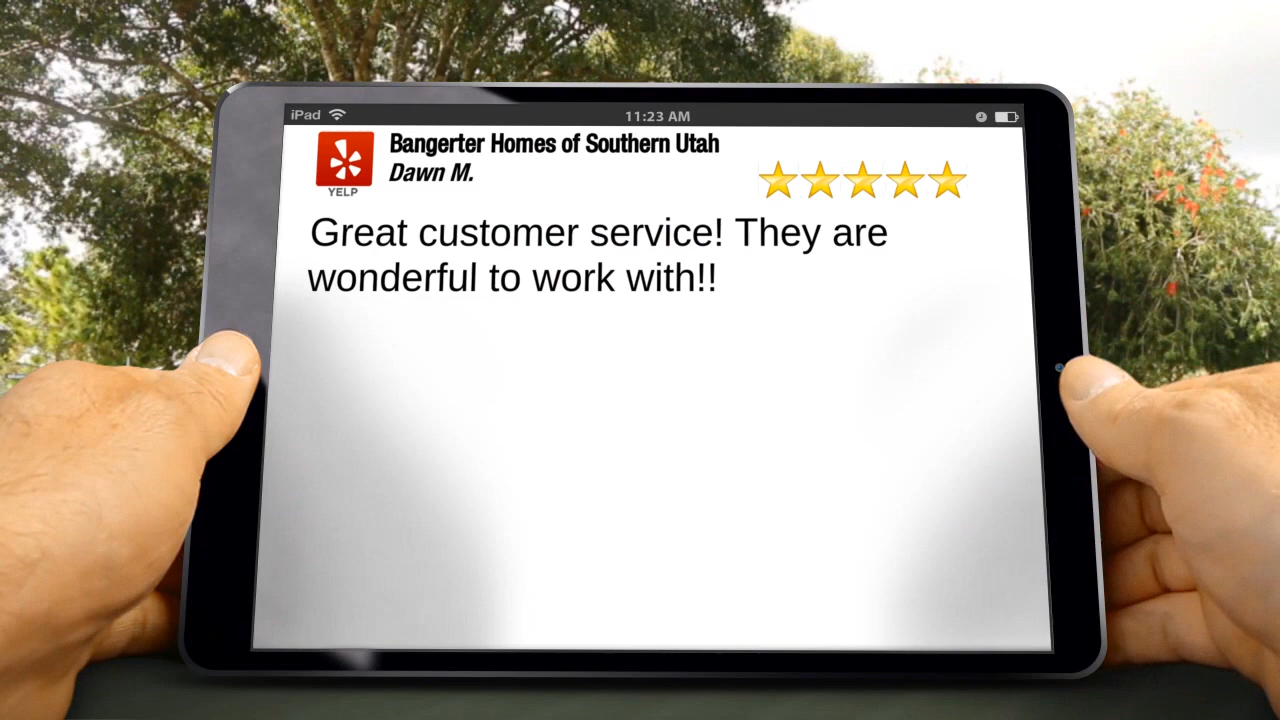 iPad 11:23 AM
Bangerter Homes of Southern Utah
Dawn M.
YELP
Great customer service! They are
wonderful to work with!!